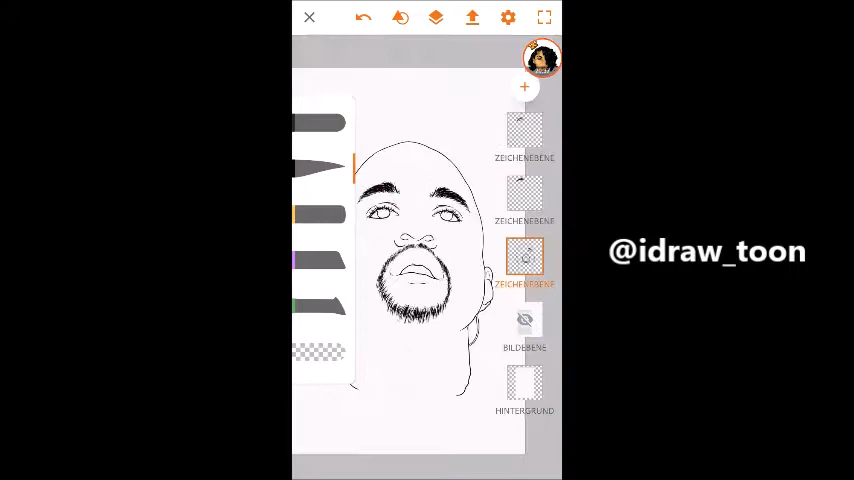 ZEICHENEBENE
ZEICHENEBENE
ZEICHENEBENE
BILDEBENE
HINTERGRUND
@idraw_toon